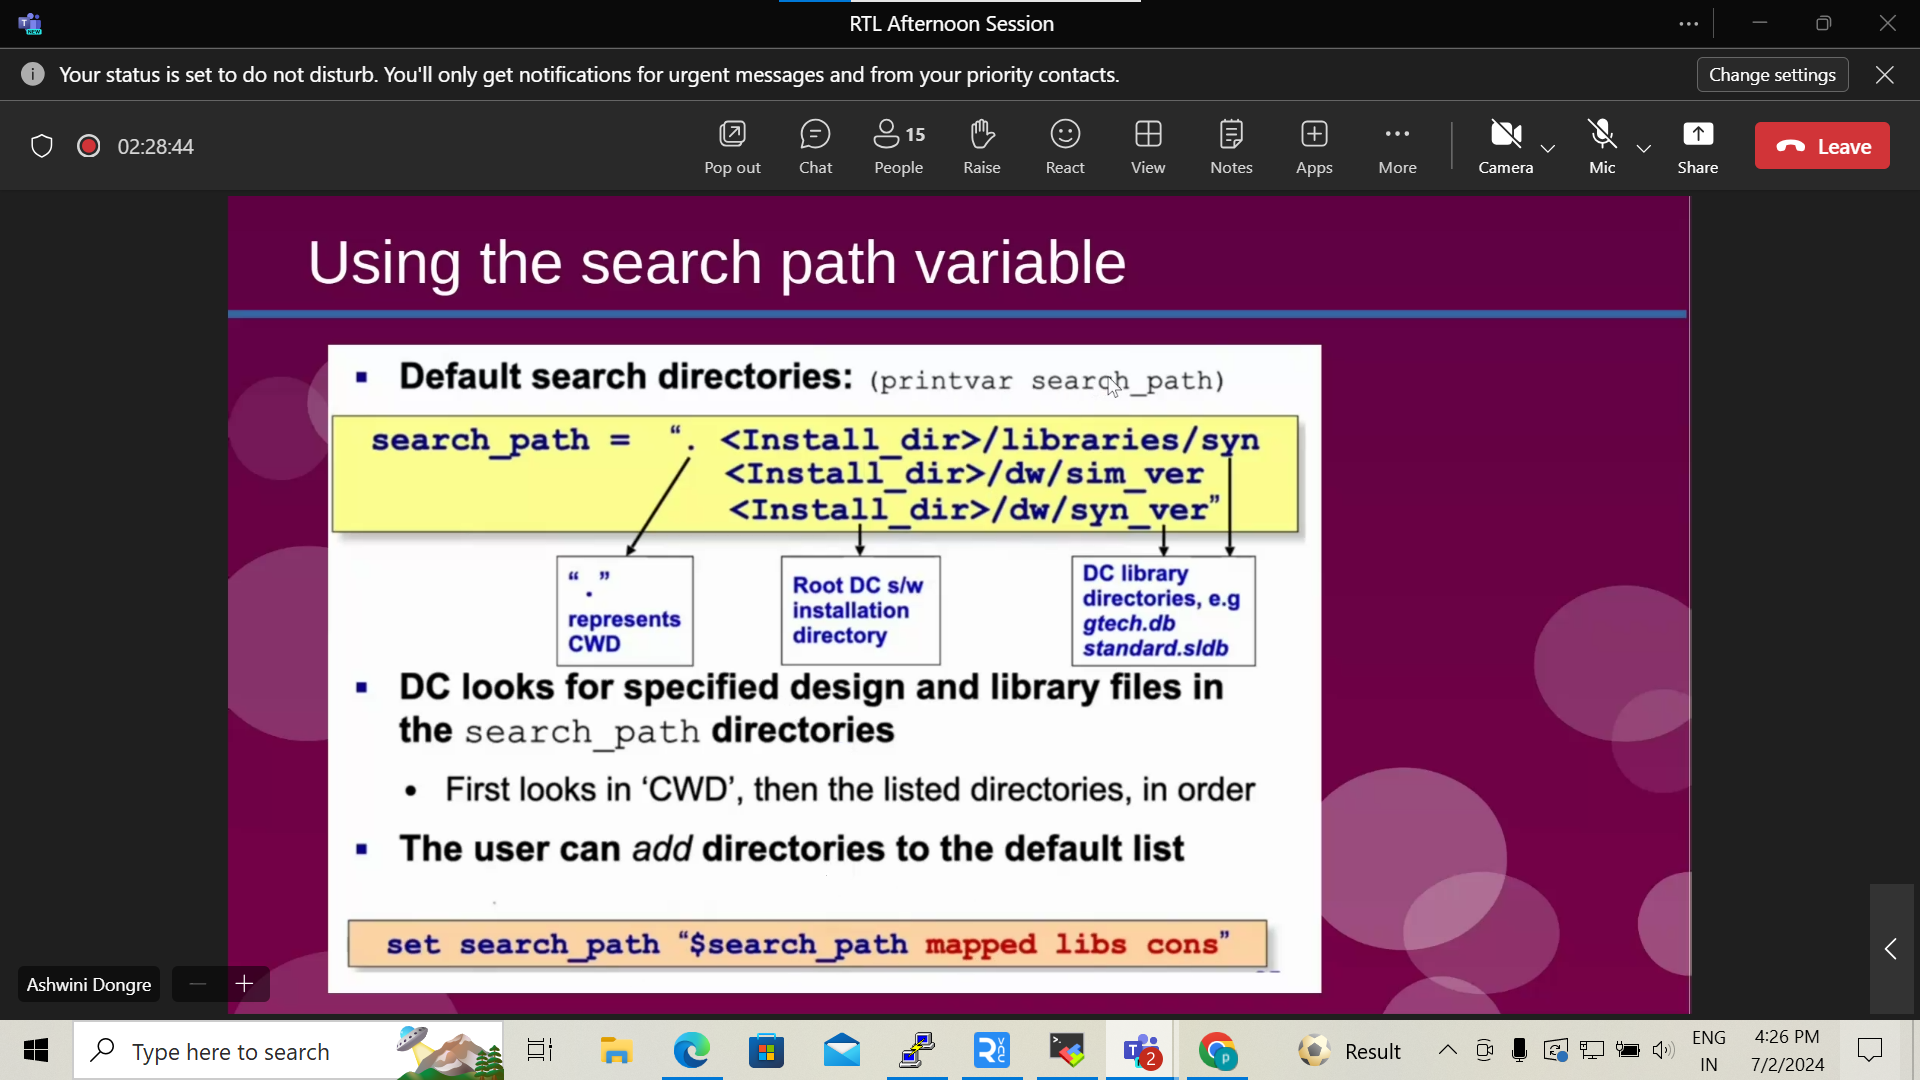 RTL Afternoon Session
Your status is set to do not disturb. You'll only get notifications for urgent messages and from your priority contacts.
Change settings
02:28:44
Pop out
Chat
15
People
Raise
React
View
Notes
Apps
More
Camera
Mic
Share
Leave
Using the search path variable
▪ Default search directories: (printvar search_path)
search_path = “. <Install_dir>/libraries/syn
<Install_dir>/dw/sim_ver
<Install_dir>/dw/syn_ver”
“.”
represents
CWD
Root DC s/w
installation
directory
DC library
directories, e.g
gtech.db
standard.sldb
▪ DC looks for specified design and library files in
the search_path directories
• First looks in ‘CWD’, then the listed directories, in order
▪ The user can add directories to the default list
set search_path “$search_path mapped libs cons”
Ashwini Dongre
Type here to search
2
Result
ENG
IN
4:26 PM
7/2/2024